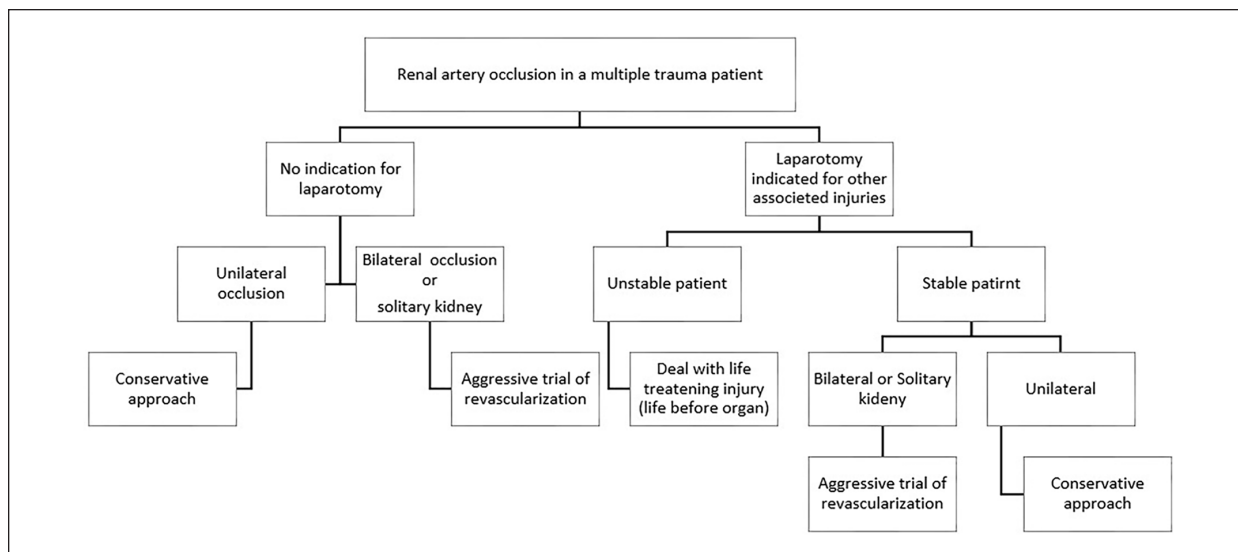 Renal artery occlusion in a multiple trauma patient
No indication for
laparotomy
Laparotomy
indicated for other
associeted injuries
Unilateral
occlusion
Bilateral occlusion
or
solitary kidney
Unstable patient
Stable patirnt
Conservative
approach
Aggressive trial of
revascularization
Deal with life
treatening injury
(life before organ)
Bilateral or Solitary
kideny
Unilateral
Aggressive trial of
revascularization
Conservative
approach